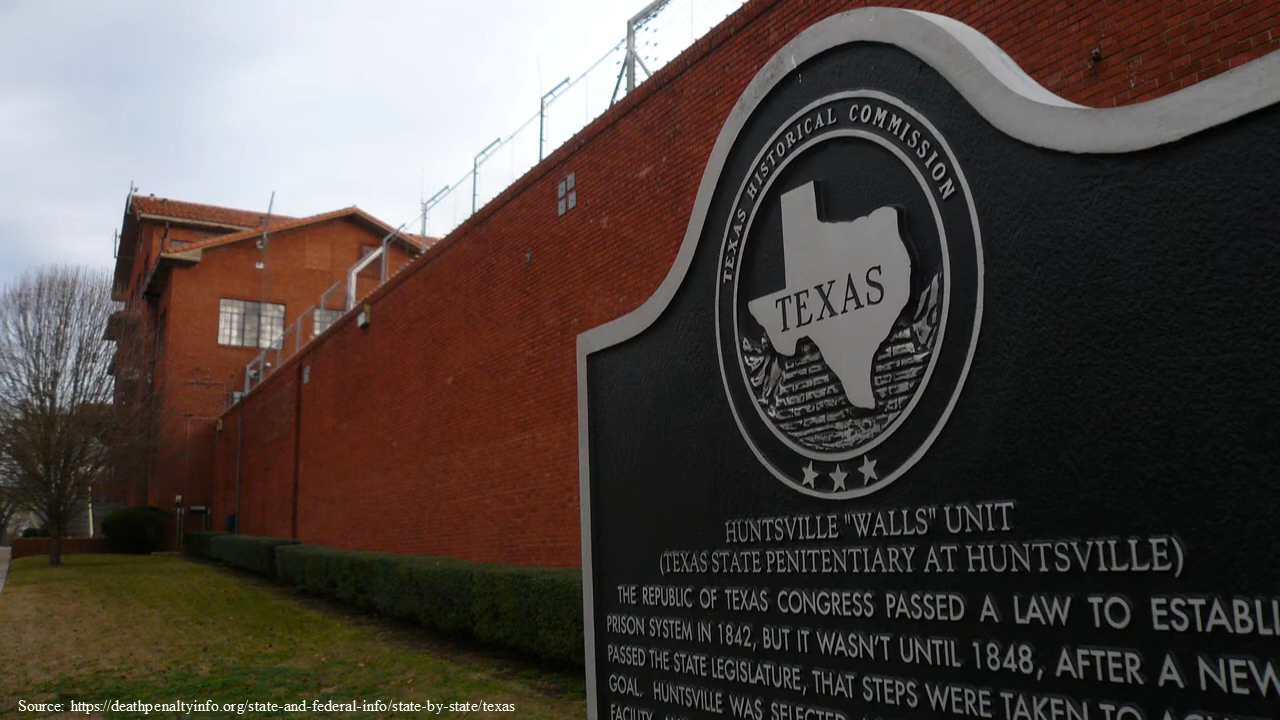 TEXAS HISTORICAL COMMISSION
TEXAS
HUNTSVILLE "WALLS" UNIT
(TEXAS STATE PENITENTIARY AT HUNTSVILLE)
THE REPUBLIC OF TEXAS CONGRESS PASSED A LAW TO ESTABLI
PRISON SYSTEM IN 1842, BUT IT WASN'T UNTIL 1848, AFTER A NEW
PASSED THE STATE LEGISLATURE, THAT STEPS WERE TAKEN TO
GOAL. HUNTSVILLE WAS SELECTED
FACILITY
Source: https://deathpenaltyinfo.org/state-and-federal-info/state-by-state/texas